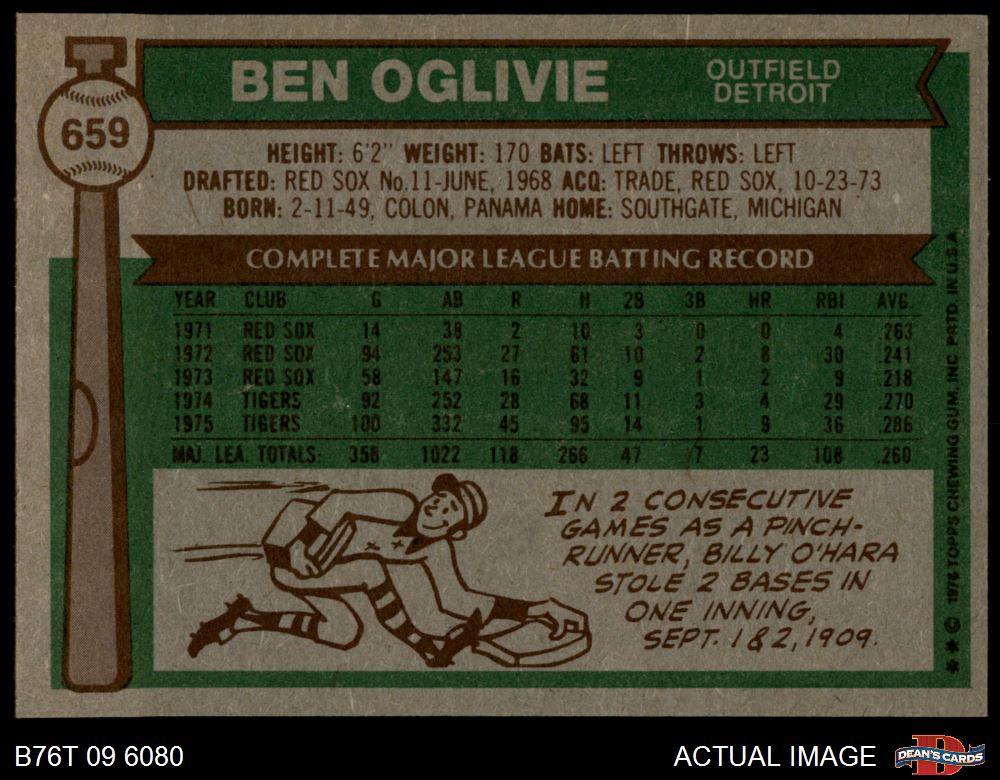 659
BEN OGLIVIE
OUTFIELD
DETROIT
HEIGHT: 6'2" WEIGHT: 170 BATS: LEFT THROWS: LEFT
DRAFTED: RED SOX No.11-JUNE, 1968 ACQ: TRADE, RED SOX, 10-23-73
BORN: 2-11-49, COLON, PANAMA HOME: SOUTHGATE, MICHIGAN
COMPLETE MAJOR LEAGUE BATTING RECORD
YEAR CLUB G AB R H 2B 3B HR RBI AVG.
1971 RED SOX 14 38 2 10 3 0 0 4 .263
1972 RED SOX 94 253 27 61 10 2 8 30 .241
1973 RED SOX 58 147 16 32 9 1 2 9 .218
1974 TIGERS 92 252 28 68 11 3 4 29 .270
1975 TIGERS 100 332 45 95 14 1 9 36 .286
MAJ. LEA. TOTALS: 358 1022 118 266 47 7 23 108 .260
IN 2 CONSECUTIVE
GAMES AS A PINCH-
RUNNER, BILLY O'HARA
STOLE 2 BASES IN
ONE INNING,
SEPT. 1 & 2, 1909.
** © 1976 TOPPS CHEWING GUM, INC PRTD. IN U.S.A.
B76T 09 6080
ACTUAL IMAGE
D
DEAN'S CARDS